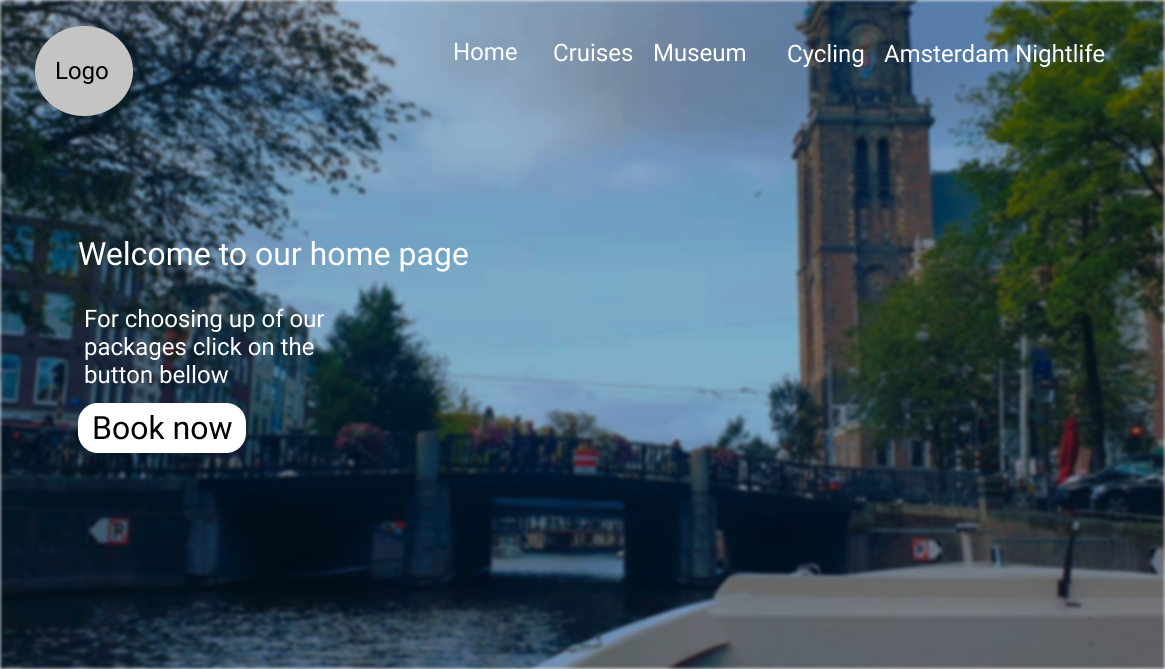 Logo
Home Cruises Museum Cycling Amsterdam Nightlife
Welcome to our home page
For choosing up of our
packages click on the
button bellow
Book now
R